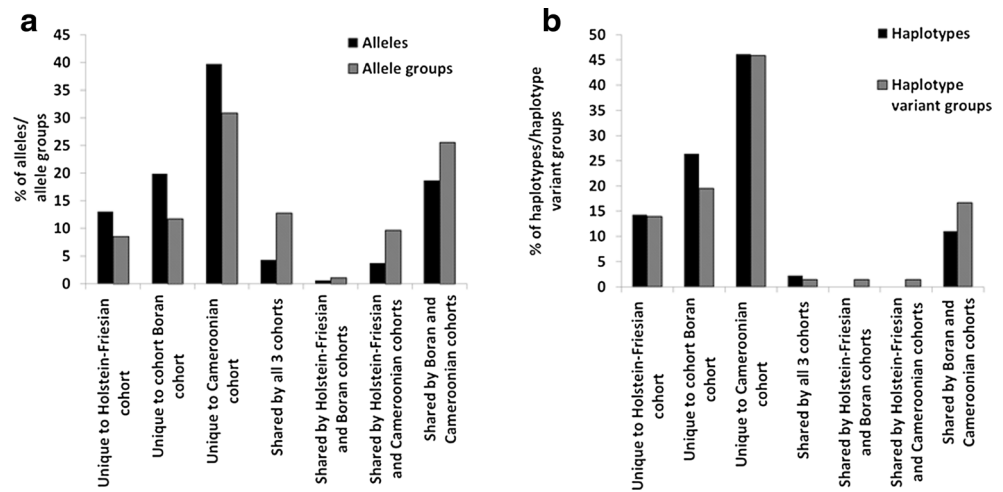 a
% of alleles/
allele groups
45
40
35
30
25
20
15
10
5
0
Alleles
Allele groups
Unique to Holstein-Friesian
cohort
Unique to cohort Boran
cohort
Unique to Cameroonian
cohort
Shared by all 3 cohorts
Shared by Holstein-Friesian
and Boran cohorts
Shared by Holstein-Friesian
and Cameroonian cohorts
Shared by Boran and
Cameroonian cohorts
b
% of haplotypes/haplotype
variant groups
50
45
40
35
30
25
20
15
10
5
0
Haplotypes
Haplotype
variant groups
Unique to Holstein-Friesian
cohort
Unique to cohort Boran
cohort
Unique to Cameroonian
cohort
Shared by all 3 cohorts
Shared by Holstein-Friesian
and Boran cohorts
Shared by Holstein-Friesian
and Cameroonian cohorts
Shared by Boran and
Cameroonian cohorts